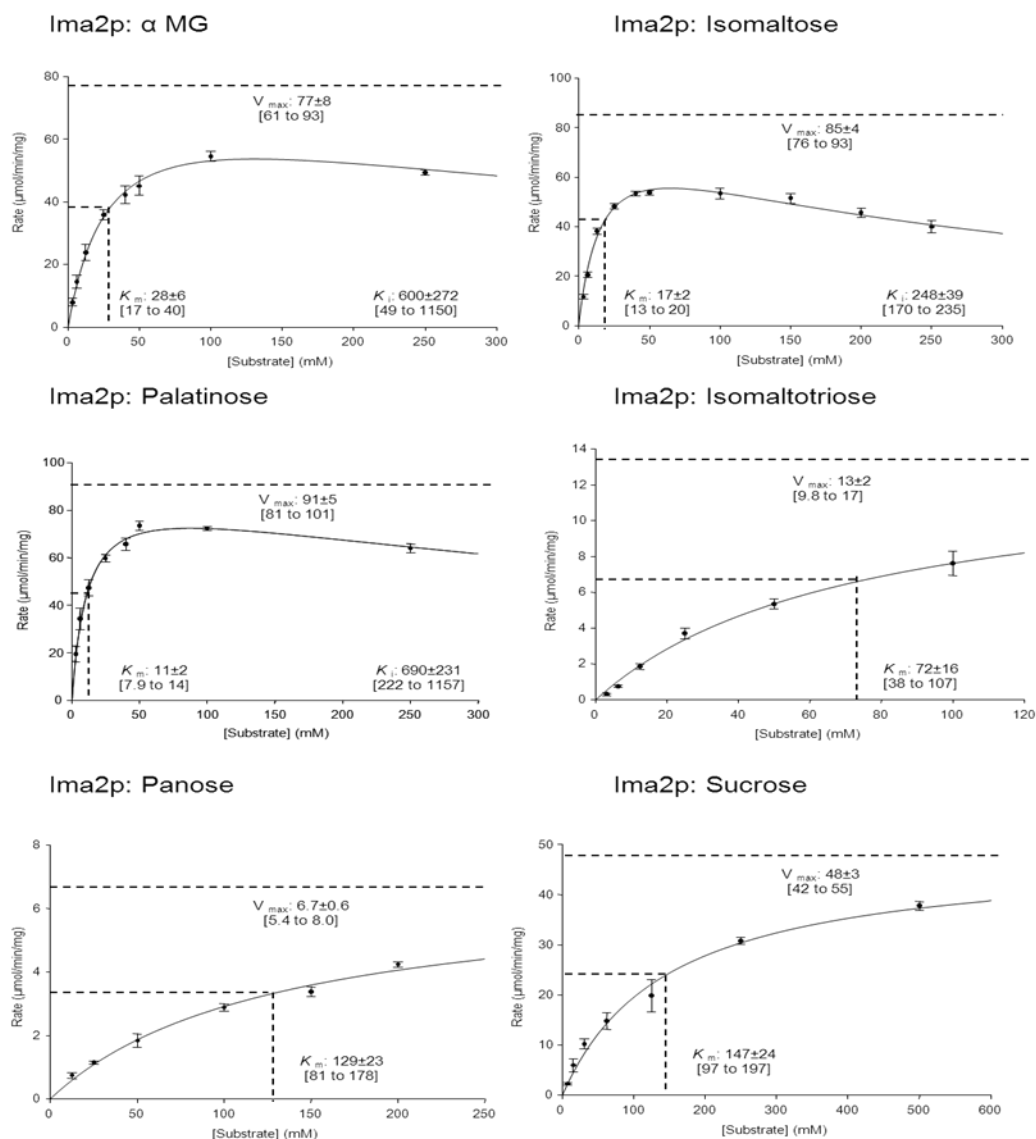 Ima2p: α MG
80
60
40
20
0
Rate (µmol/min/mg)
V max: 77±8
[61 to 93]
K m: 28±6
[17 to 40]
K i: 600±272
[49 to 1150]
0 50 100 150 200 250 300
[Substrate] (mM)
Ima2p: Isomaltose
100
80
60
40
20
0
Rate (µmol/min/mg)
V max: 85±4
[76 to 93]
K m: 17±2
[13 to 20]
K i: 248±39
[170 to 235]
0 50 100 150 200 250 300
[Substrate] (mM)
Ima2p: Palatinose
100
80
60
40
20
0
Rate (µmol/min/mg)
V max: 91±5
[81 to 101]
K m: 11±2
[7.9 to 14]
K i: 690±231
[222 to 1157]
0 50 100 150 200 250 300
[Substrate] (mM)
Ima2p: Isomaltotriose
14
12
10
8
6
4
2
0
Rate (µmol/min/mg)
V max: 13±2
[9.8 to 17]
K m: 72±16
[38 to 107]
0 20 40 60 80 100 120
[Substrate] (mM)
Ima2p: Panose
8
6
4
2
0
Rate (µmol/min/mg)
V max: 6.7±0.6
[5.4 to 8.0]
K m: 129±23
[81 to 178]
0 50 100 150 200 250
[Substrate] (mM)
Ima2p: Sucrose
50
40
30
20
10
0
Rate (µmol/min/mg)
V max: 48±3
[42 to 55]
K m: 147±24
[97 to 197]
0 100 200 300 400 500 600
[Substrate] (mM)